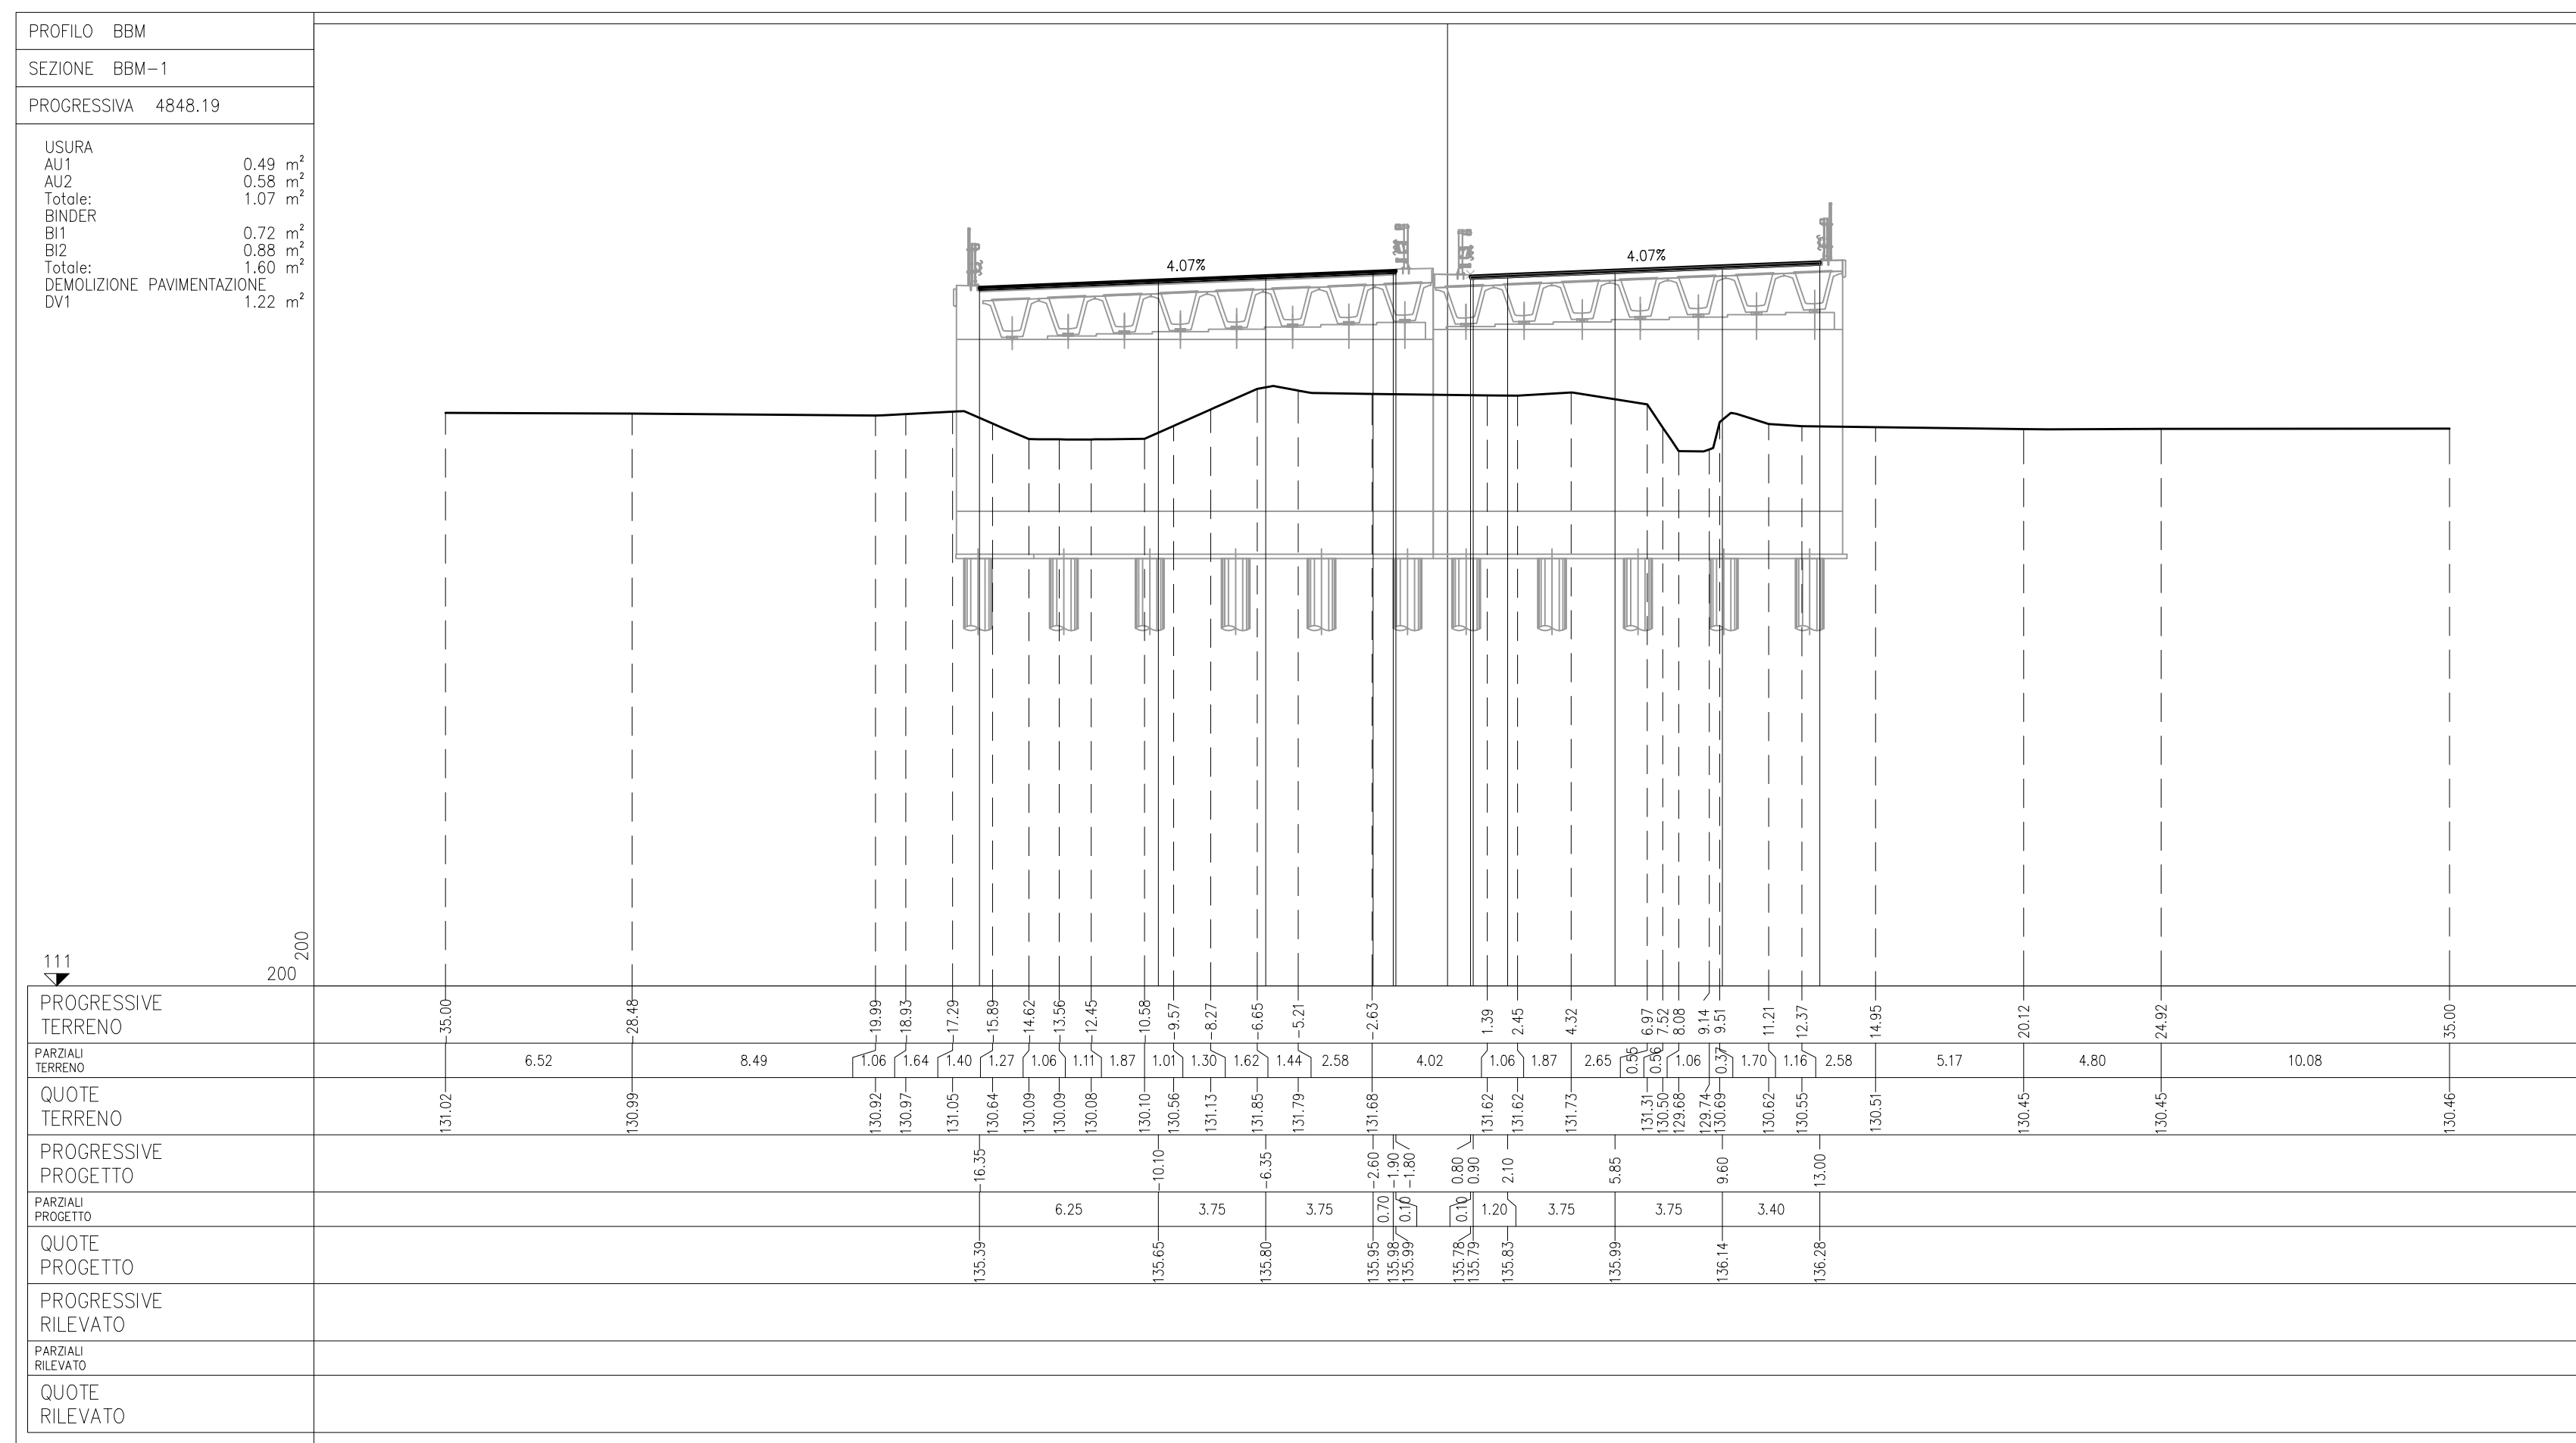 PROFILO BBM
SEZIONE BBM-1
PROGRESSIVA 4848.19
USURA
AU1 0.49 m²
AU2 0.58 m²
Totale: 1.07 m²
BINDER
BI1 0.72 m²
BI2 0.88 m²
Totale: 1.60 m²
DEMOLIZIONE PAVIMENTAZIONE
DV1 1.22 m²
4.07% 4.07%
200
111 200
PROGRESSIVE
TERRENO
-35.00 -28.48 -19.99 -18.93 -17.29 -15.89 -14.62 -13.56 -12.45 -10.58 -9.57 -8.27 -6.65 -5.21 -2.63 1.39 2.45 4.32 6.97 7.52 8.08 9.14 9.51 11.21 12.37 14.95 20.12 24.92 35.00
PARZIALI
TERRENO
6.52 8.49 1.06 1.64 1.40 1.27 1.06 1.11 1.87 1.01 1.30 1.62 1.44 2.58 4.02 1.06 1.87 2.65 0.55 0.56 1.06 0.37 1.70 1.16 2.58 5.17 4.80 10.08
QUOTE
TERRENO
131.02 130.99 130.92 130.97 131.05 130.64 130.09 130.09 130.08 130.10 130.56 131.13 131.85 131.79 131.68 131.62 131.62 131.73 131.31 130.50 129.68 129.74 130.69 130.62 130.55 130.51 130.45 130.45 130.46
PROGRESSIVE
PROGETTO
-16.35 -10.10 -6.35 -2.60 -1.90 -1.80 0.80 0.90 2.10 5.85 9.60 13.00
PARZIALI
PROGETTO
6.25 3.75 3.75 0.70 0.10 0.10 1.20 3.75 3.75 3.40
QUOTE
PROGETTO
135.39 135.65 135.80 135.95 135.98 135.99 135.78 135.79 135.83 135.99 136.14 136.28
PROGRESSIVE
RILEVATO
PARZIALI
RILEVATO
QUOTE
RILEVATO